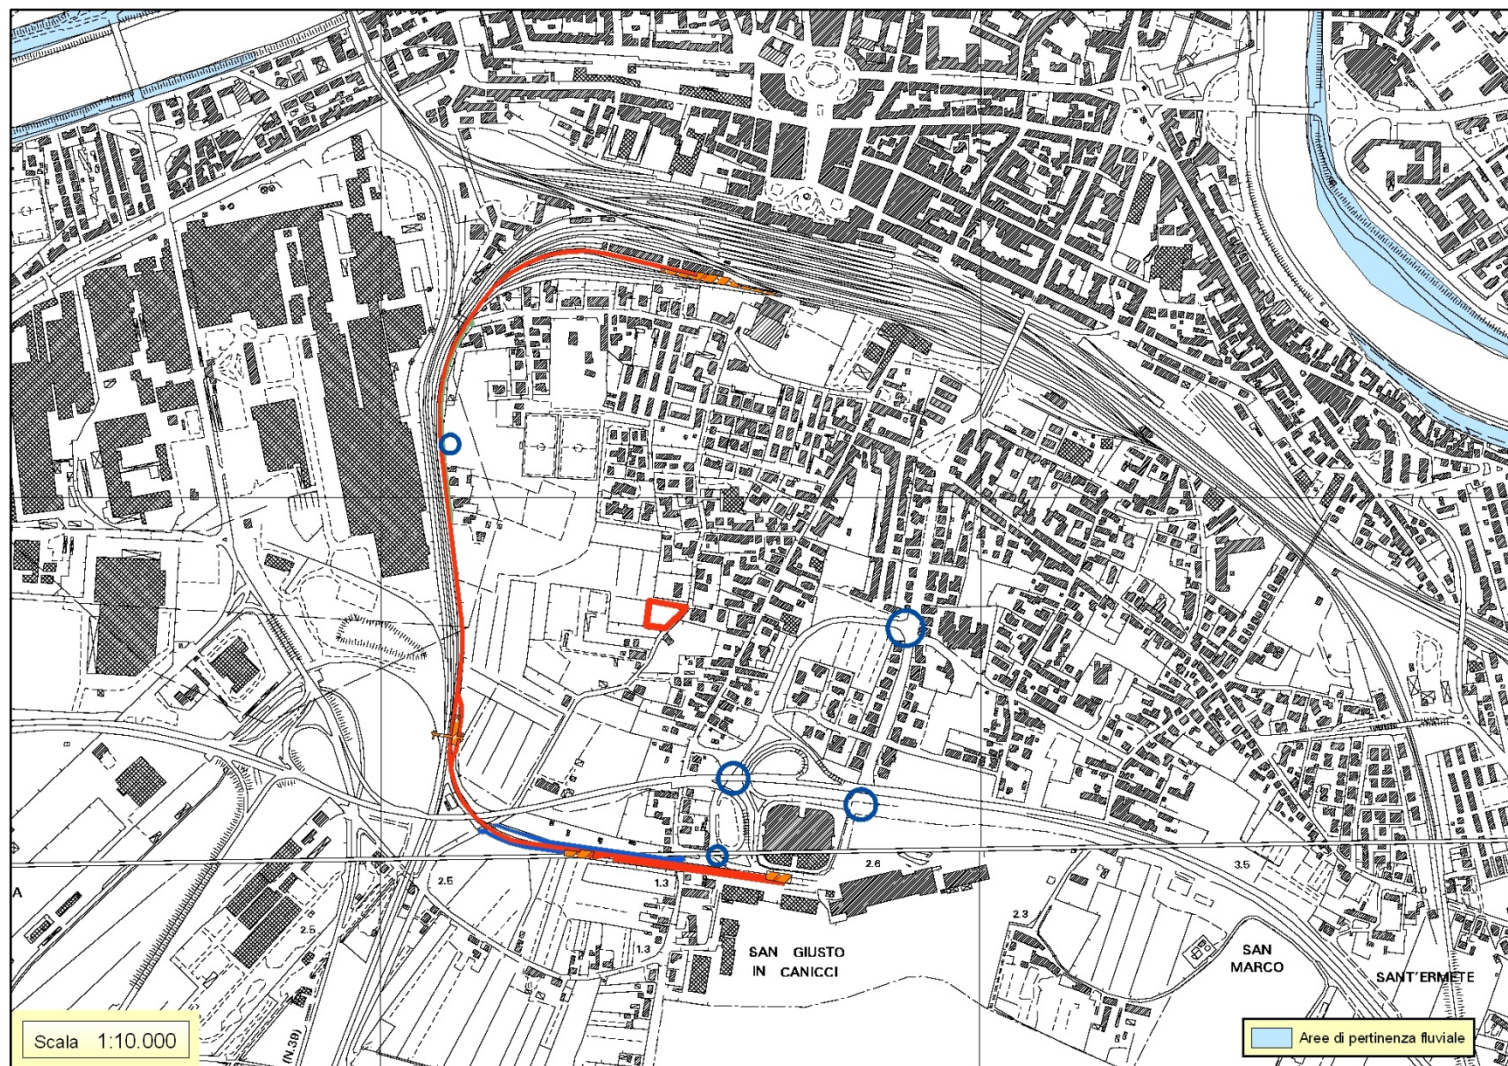 2.6
3.5
2.5
1.3
A
2.3
2.5
1.3
SAN GIUSTO
IN CANICCI
SAN
MARCO
SANT'ERMETE
Scala 1:10.000
(N.39)
Aree di pertinenza fluviale